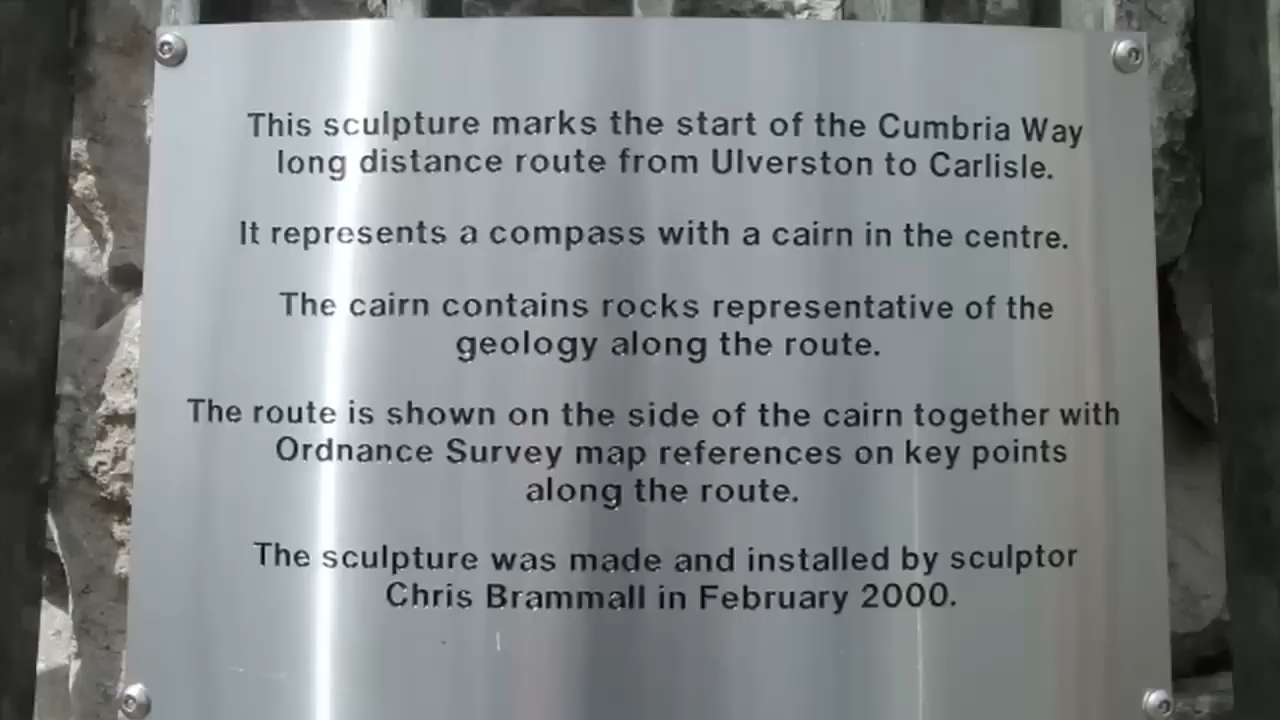 This sculpture marks the start of the Cumbria Way
long distance route from Ulverston to Carlisle.
It represents a compass with a cairn in the centre.
The cairn contains rocks representative of the
geology along the route.
The route is shown on the side of the cairn together with
Ordnance Survey map references on key points
along the route.
The sculpture was made and installed by sculptor
Chris Brammall in February 2000.